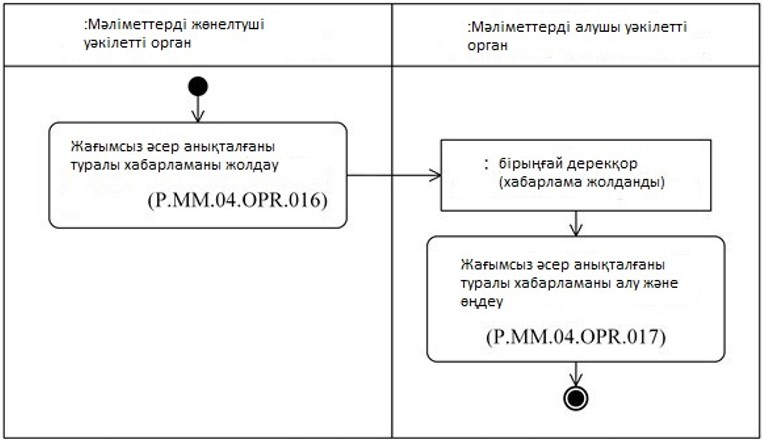 :Мәліметтерді жөнелтуші
уәкілетті орган
:Мәліметтерді алушы уәкілетті
орган
Жағымсыз әсер анықталғаны
туралы хабарламаны жолдау
(P.MM.04.OPR.016)
: бірыңғай дерекқор
(хабарлама жолданды)
Жағымсыз әсер анықталғаны
туралы хабарламаны алу және
өңдеу
(P.MM.04.OPR.017)